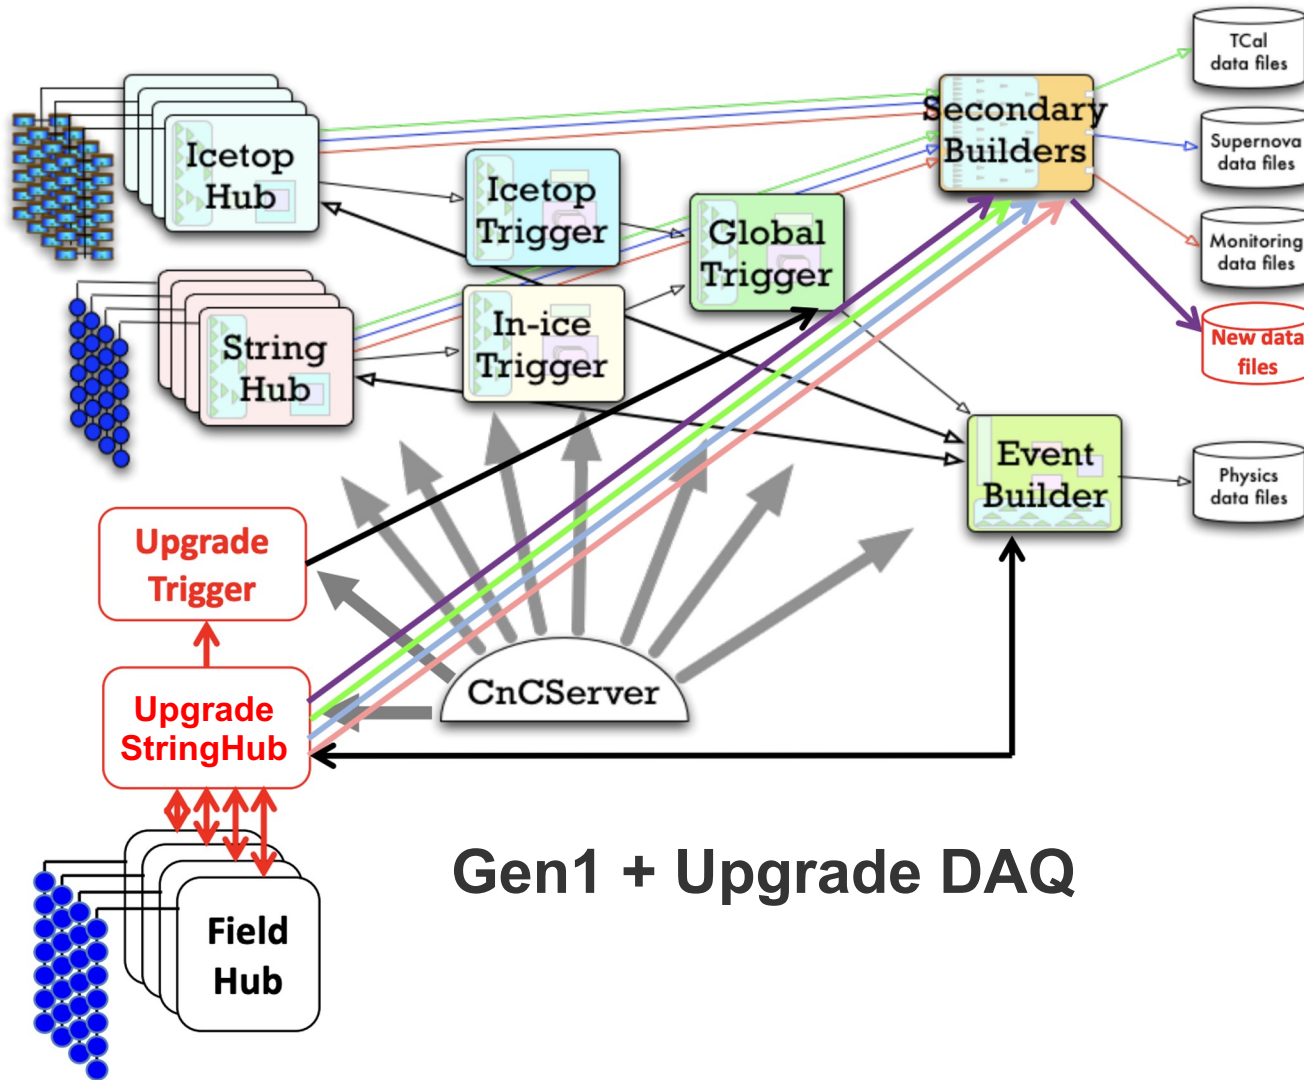 TCal
data files
Secondary
Builders
Supernova
data files
Icetop
Hub
Icetop
Trigger
Global
Trigger
Monitoring
data files
String
Hub
In-ice
Trigger
New data
files
Event
Builder
Physics
data files
Upgrade
Trigger
CnCServer
Upgrade
StringHub
Gen1 + Upgrade DAQ
Field
Hub